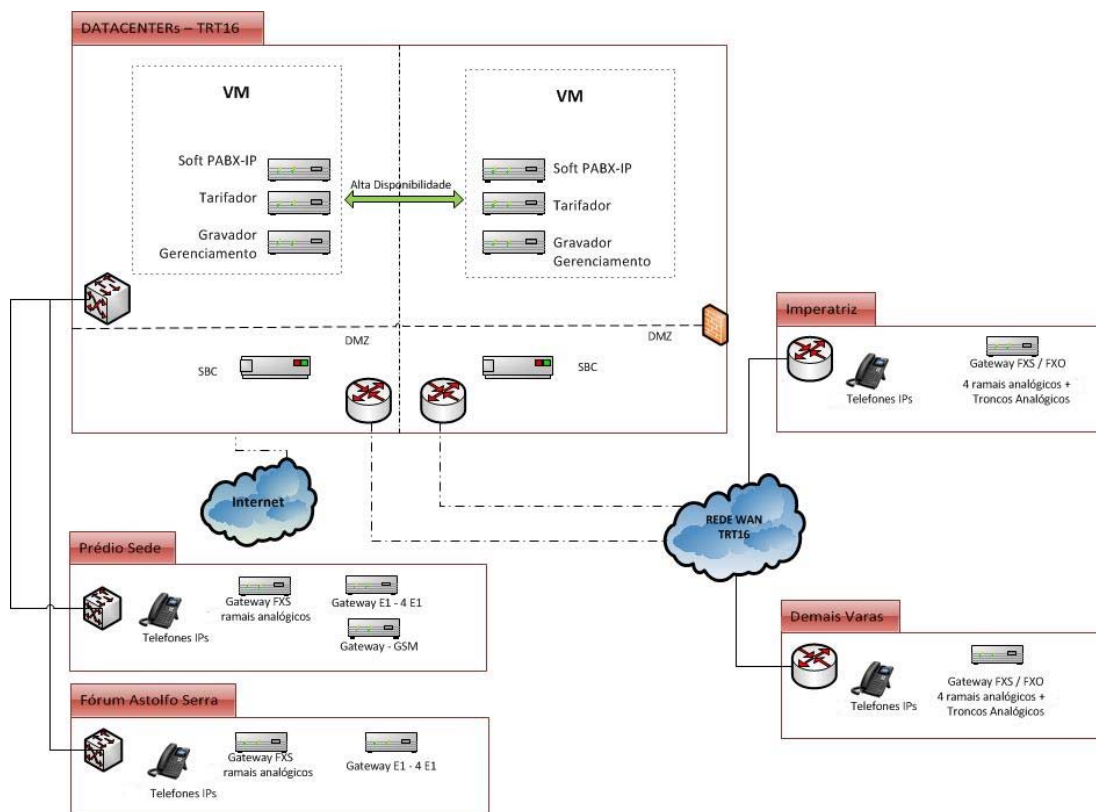 DATACENTERs – TRT16
VM
Soft PABX-IP
Tarifador
Gravador
Gerenciamento
Alta Disponibilidade
VM
Soft PABX-IP
Tarifador
Gravador
Gerenciamento
DMZ
DMZ
SBC
SBC
Internet
REDE WAN
TRT16
Imperatriz
Telefones IPs
Gateway FXS / FXO
4 ramais analógicos +
Troncos Analógicos
Prédio Sede
Telefones IPs
Gateway FXS
ramais analógicos
Gateway E1 - 4 E1
Gateway - GSM
Demais Varas
Telefones IPs
Gateway FXS / FXO
4 ramais analógicos +
Troncos Analógicos
Fórum Astolfo Serra
Telefones IPs
Gateway FXS
ramais analógicos
Gateway E1 - 4 E1